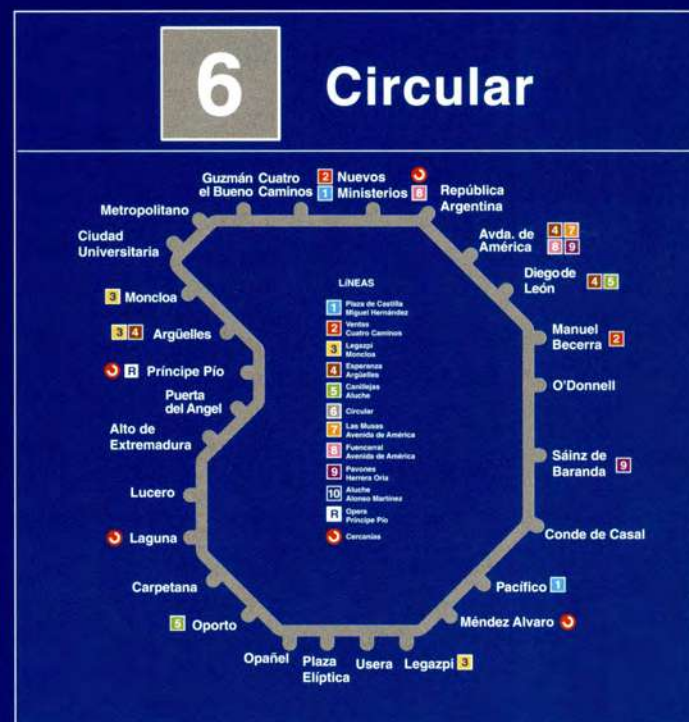 6 Circular
Guzmán
el Bueno
Cuatro
Caminos
2 Nuevos
1 Ministerios 8
República
Argentina
Metropolitano
Ciudad
Universitaria
Avda. de
América
4 7
8 9
Diego de
León
4 5
3 Moncloa
3 4 Argüelles
R Príncipe Pío
Puerta
del Angel
Alto de
Extremadura
Lucero
Laguna
Carpetana
5 Oporto
Opañel
Plaza
Elíptica
Usera
Legazpi 3
Méndez Alvaro
Pacífico 1
Conde de Casal
Sáinz de
Baranda 9
O'Donnell
Manuel
Becerra 2
LíNEAS
1 Plaza de Castilla
Miguel Hernández
2 Ventas
Cuatro Caminos
3 Legazpi
Moncloa
4 Esperanza
Argüelles
5 Canillejas
Aluche
6 Circular
7 Las Musas
Avenida de América
8 Fuencarral
Avenida de América
9 Pavones
Herrera Oria
10 Aluche
Alonso Martínez
R Opera
Príncipe Pío
Cercanías